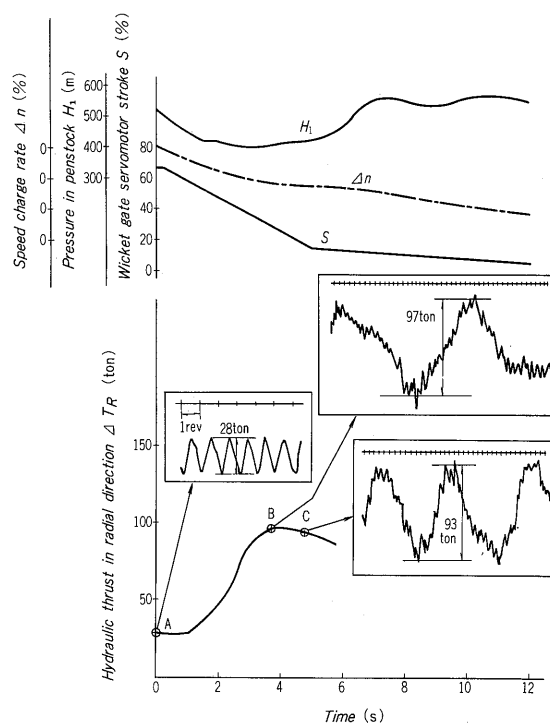 Speed charge rate Δn (%)
Pressure in penstock H₁ (m)
Wicket gate servomotor stroke S (%)
600
500
400
300
0
0
0
0
80
60
40
20
0
H₁
Δn
S
Hydraulic thrust in radial direction ΔT_R (ton)
150
100
50
97ton
1rev
28ton
93
ton
A
B
C
0
2
4
6
8
10
12
Time (s)